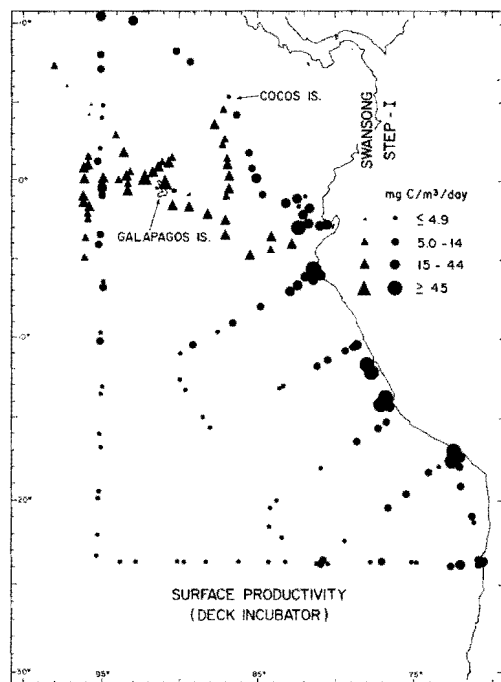 COCOS IS.
SWANSONG
STEP-I
mg C/m³/day
≤ 4.9
5.0 - 14
15 - 44
≥ 45
0°
GALAPAGOS IS.
0°
20°
SURFACE PRODUCTIVITY
(DECK INCUBATOR)
30°
95°
85°
75°